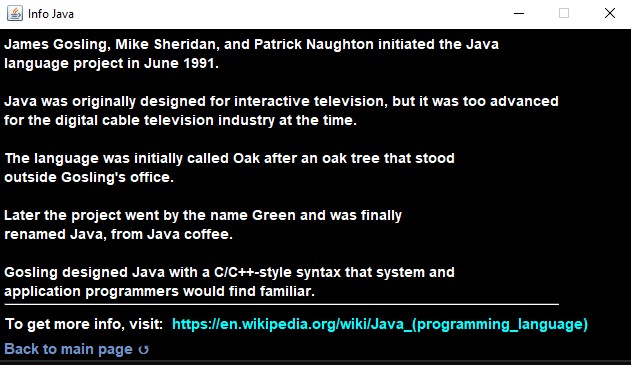 Info Java
James Gosling, Mike Sheridan, and Patrick Naughton initiated the Java
language project in June 1991.
Java was originally designed for interactive television, but it was too advanced
for the digital cable television industry at the time.
The language was initially called Oak after an oak tree that stood
outside Gosling's office.
Later the project went by the name Green and was finally
renamed Java, from Java coffee.
Gosling designed Java with a C/C++-style syntax that system and
application programmers would find familiar.
To get more info, visit: https://en.wikipedia.org/wiki/Java_(programming_language)
Back to main page ↺